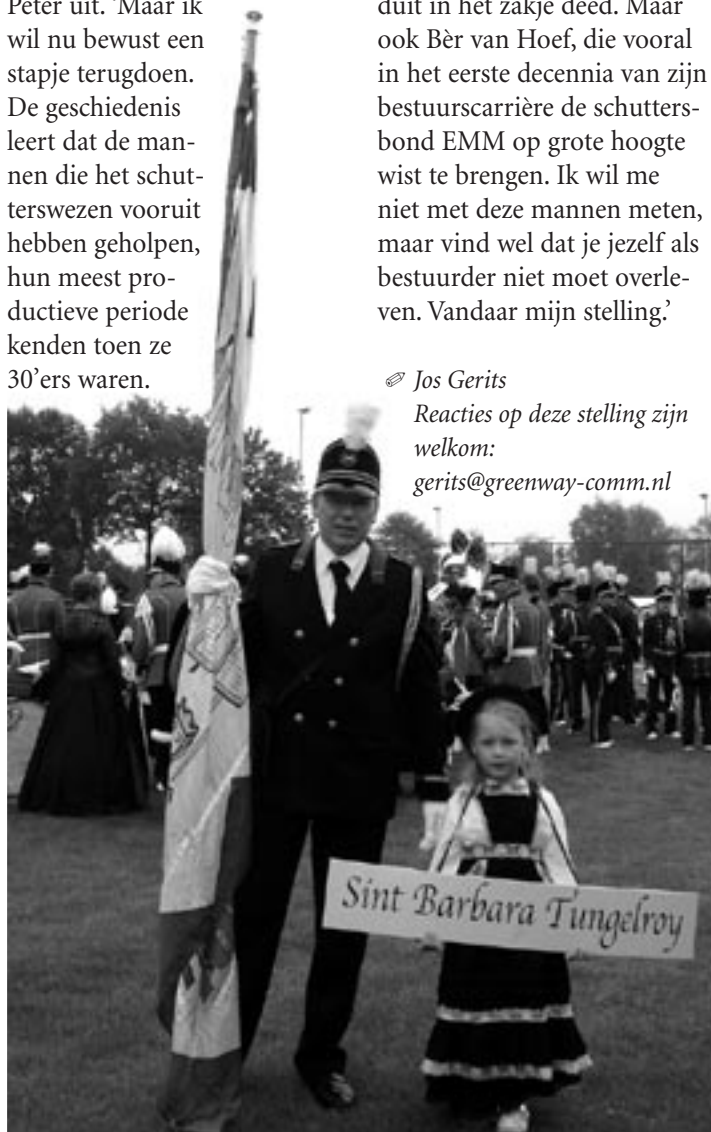 Peter uit. 'Maar ik
wil nu bewust een
stapje terugdoen.
De geschiedenis
leert dat de man-
nen die het schut-
terswezen vooruit
hebben geholpen,
hun meest pro-
ductieve periode
kenden toen ze
30'ers waren.
duit in het zakje deed. Maar
ook Bèr van Hoef, die vooral
in het eerste decennia van zijn
bestuurscarrière de schutters-
bond EMM op grote hoogte
wist te brengen. Ik wil me
niet met deze mannen meten,
maar vind wel dat je jezelf als
bestuurder niet moet overle-
ven. Vandaar mijn stelling.'
Jos Gerits
Reacties op deze stelling zijn
welkom:
gerits@greenway-comm.nl
Sint Barbara Tungelroy